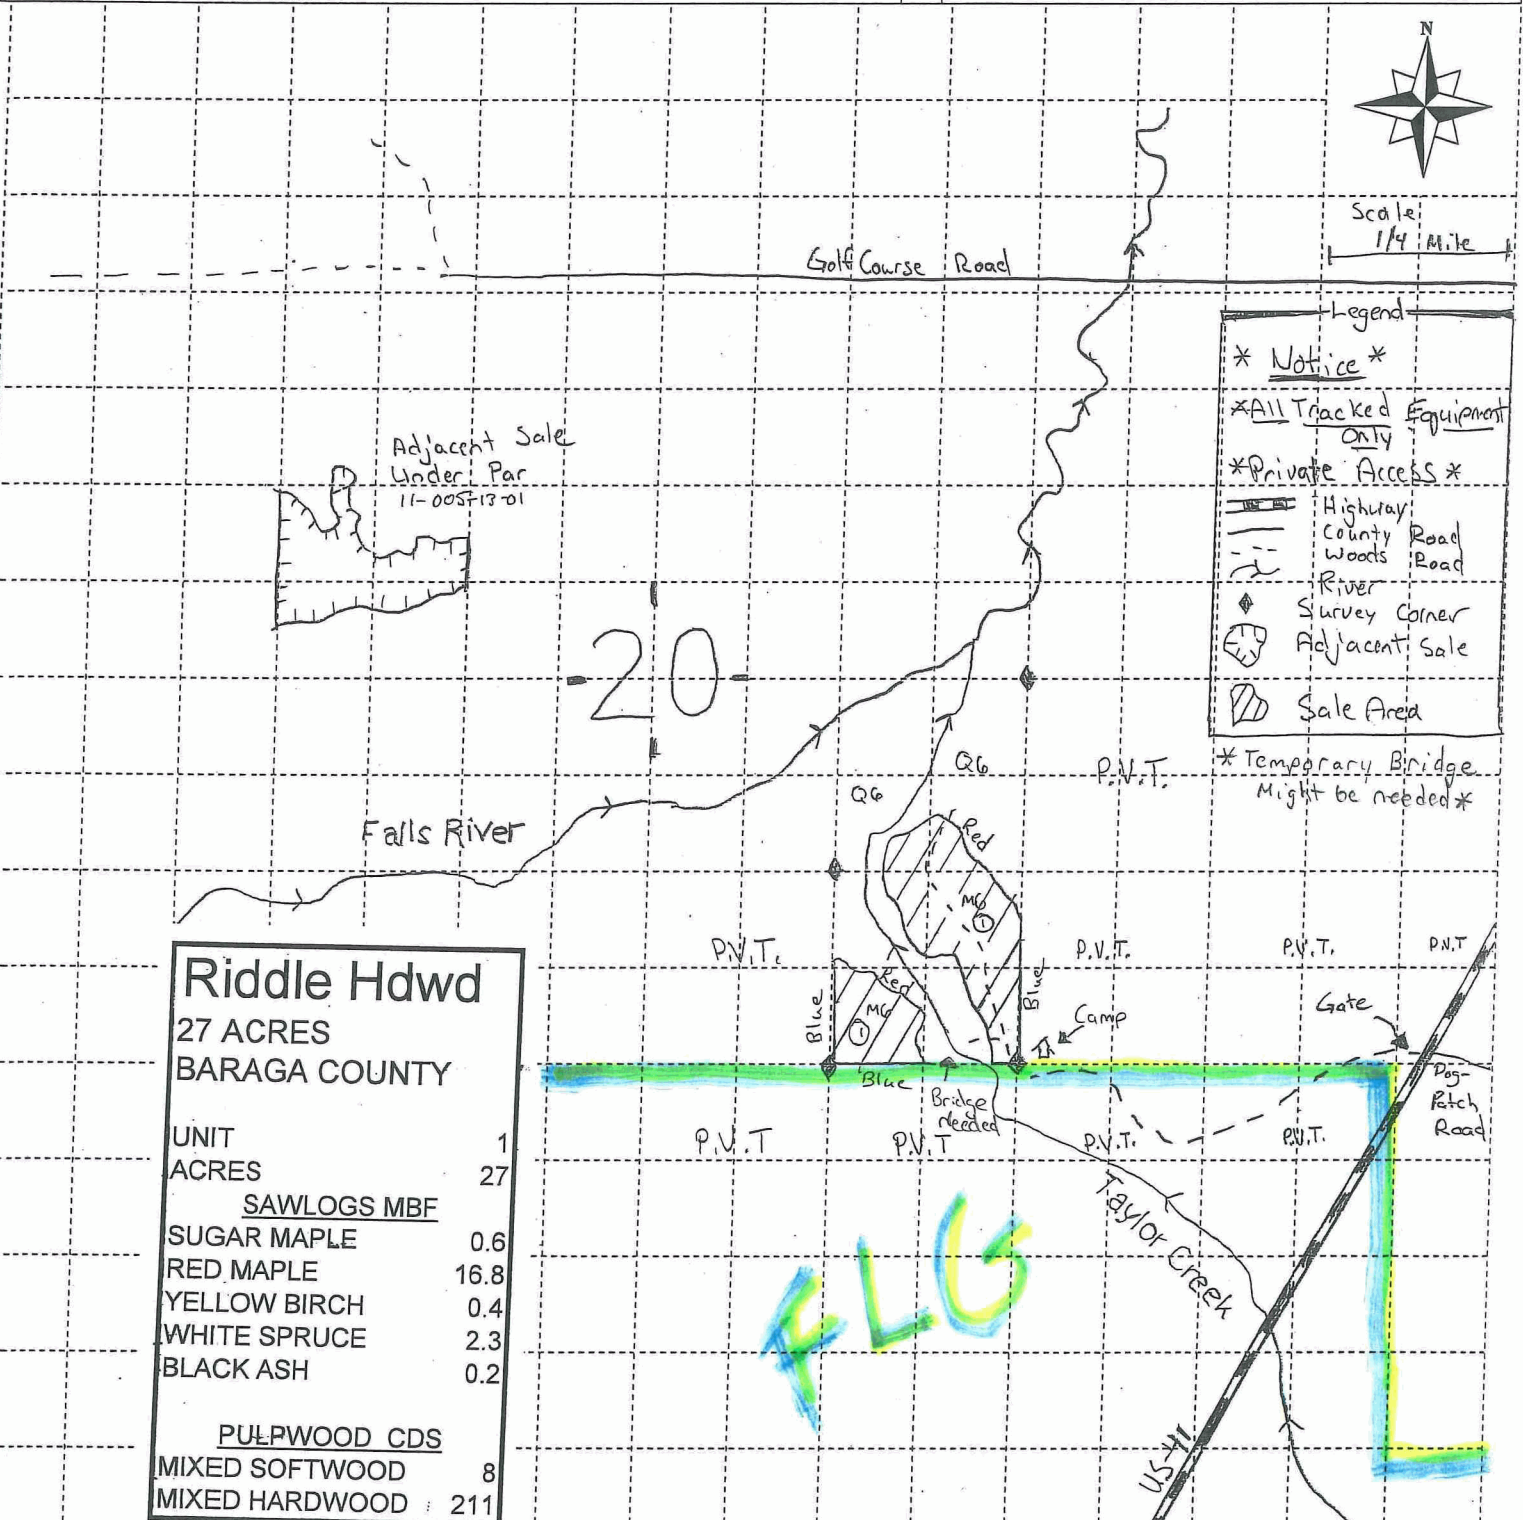 N
Scale
1/4 Mile
Golf Course Road
Legend
* Notice *
*All Tracked Equipment
Only
*Private Access *
Highway
County Road
Woods Road
River
Survey Corner
Adjacent Sale
Sale Area
* Temporary Bridge
Might be needed *
Adjacent Sale
Under Par
11-005-13-01
-20-
Falls River
Q6
Q6
P.V.T.
Red
M6
1
Blue
P.V.T.
Red
M6
1
Blue
P.V.T.
P.V.T.
P.V.T
Camp
Gate
Blue
Bridge
Needed
Dog-
Patch
Road
P.V.T
P.V.T
P.V.T.
P.V.T.
Taylor Creek
FLG
US-41
Riddle Hdwd
27 ACRES
BARAGA COUNTY
UNIT 1
ACRES 27
SAWLOGS MBF
SUGAR MAPLE 0.6
RED MAPLE 16.8
YELLOW BIRCH 0.4
WHITE SPRUCE 2.3
BLACK ASH 0.2
PULPWOOD CDS
MIXED SOFTWOOD 8
MIXED HARDWOOD 211